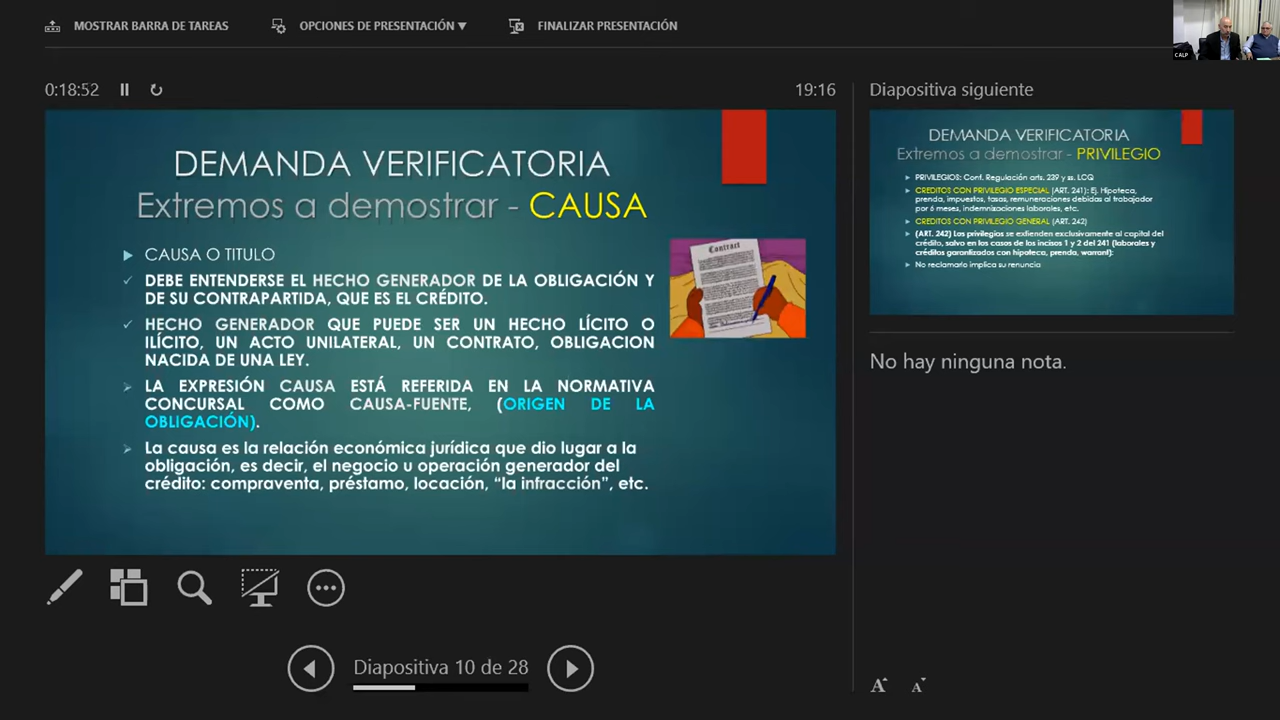 MOSTRAR BARRA DE TAREAS
OPCIONES DE PRESENTACIÓN ▼
FINALIZAR PRESENTACIÓN
CALP
0:18:52
19:16
DEMANDA VERIFICATORIA
Extremos a demostrar - CAUSA
CAUSA O TITULO
DEBE ENTENDERSE EL HECHO GENERADOR DE LA OBLIGACIÓN Y
DE SU CONTRAPARTIDA, QUE ES EL CRÉDITO.
HECHO GENERADOR QUE PUEDE SER UN HECHO LÍCITO O
ILÍCITO, UN ACTO UNILATERAL, UN CONTRATO, OBLIGACION
NACIDA DE UNA LEY.
LA EXPRESIÓN CAUSA ESTÁ REFERIDA EN LA NORMATIVA
CONCURSAL COMO CAUSA-FUENTE, (ORIGEN DE LA
OBLIGACIÓN).
La causa es la relación económica jurídica que dio lugar a la
obligación, es decir, el negocio u operación generador del
crédito: compraventa, préstamo, locación, “la infracción”, etc.
Contract
Diapositiva siguiente
DEMANDA VERIFICATORIA
Extremos a demostrar - PRIVILEGIO
PRIVILEGIOS: Conf. Regulación arts. 239 y ss. LCQ
CREDITOS CON PRIVILEGIO ESPECIAL (ART. 241): Ej. Hipoteca,
prenda, impuestos, tasas, remuneraciones debidas al trabajador
por 6 meses, indemnizaciones laborales, etc.
CREDITOS CON PRIVILEGIO GENERAL (ART. 242)
(ART. 242) Los privilegios se extienden exclusivamente al capital del
crédito, salvo en los casos de los incisos 1 y 2 del 241 (laborales y
créditos garantizados con hipoteca, prenda, warrant):
No reclamarlo implica su renuncia
No hay ninguna nota.
Diapositiva 10 de 28
A A